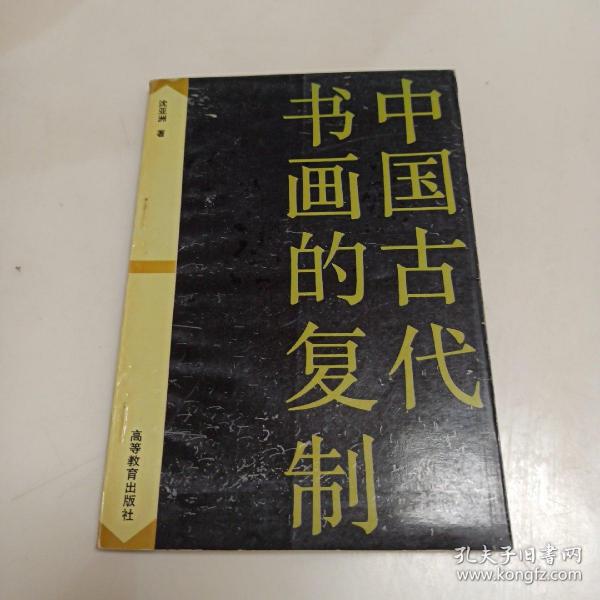 中国古代
书画的复制
沈亚洲 著
高等教育出版社
孔夫子旧书网
www.kongfz.com